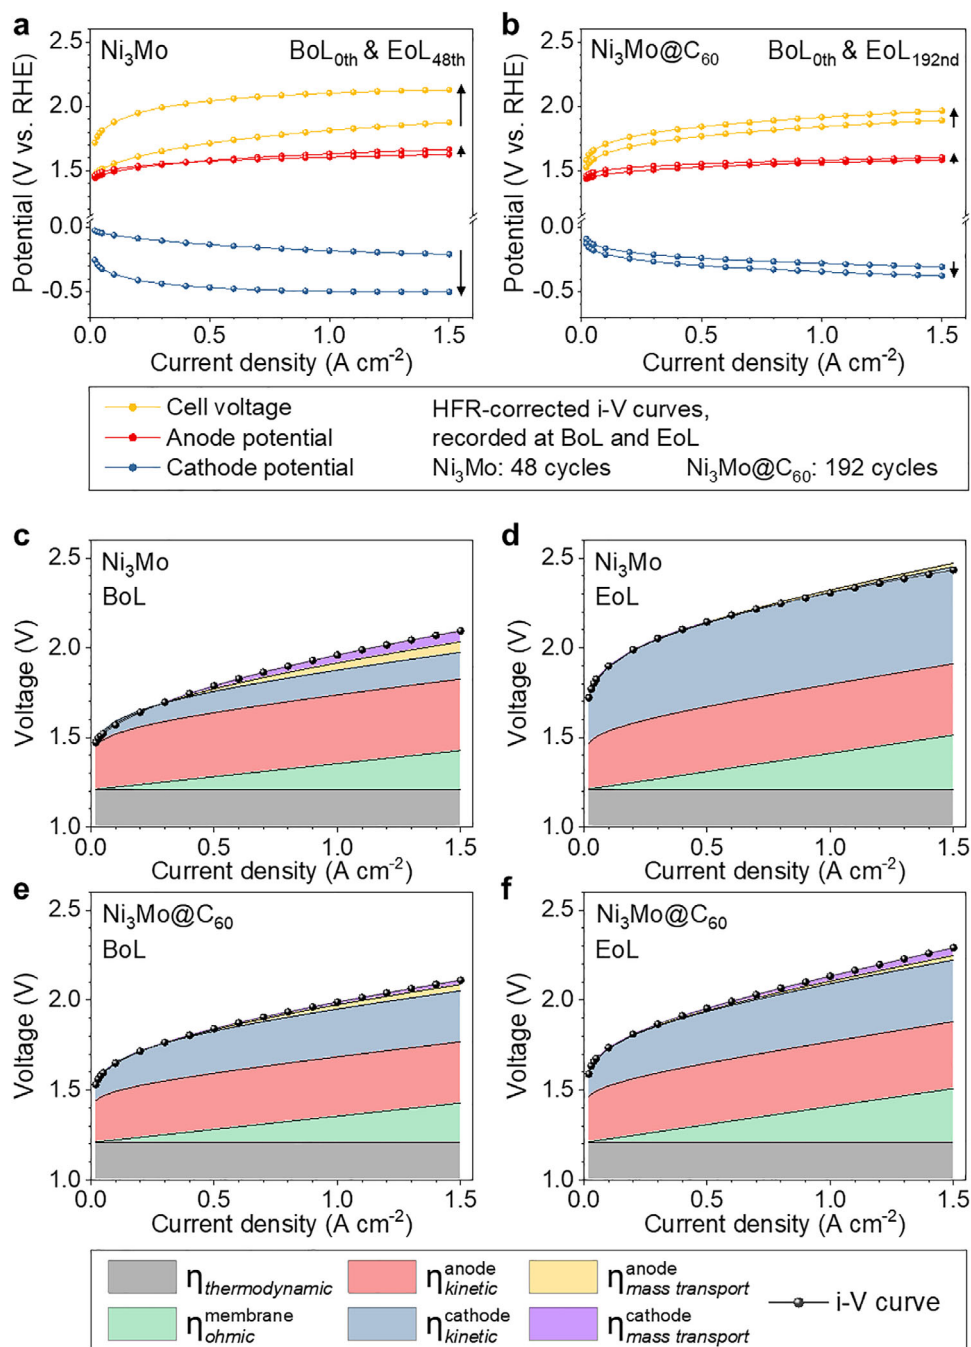 a
Ni3Mo
BoL0th & EoL48th
Potential (V vs. RHE)
2.5
2.0
1.5
0.0
-0.5
0.0 0.5 1.0 1.5
Current density (A cm-2)
b
Ni3Mo@C60
BoL0th & EoL192nd
Potential (V vs. RHE)
2.5
2.0
1.5
0.0
-0.5
0.0 0.5 1.0 1.5
Current density (A cm-2)
Cell voltage
Anode potential
Cathode potential
HFR-corrected i-V curves,
recorded at BoL and EoL
Ni3Mo: 48 cycles Ni3Mo@C60: 192 cycles
c
Ni3Mo
BoL
Voltage (V)
2.5
2.0
1.5
1.0
0.0 0.5 1.0 1.5
Current density (A cm-2)
d
Ni3Mo
EoL
Voltage (V)
2.5
2.0
1.5
1.0
0.0 0.5 1.0 1.5
Current density (A cm-2)
e
Ni3Mo@C60
BoL
Voltage (V)
2.5
2.0
1.5
1.0
0.0 0.5 1.0 1.5
Current density (A cm-2)
f
Ni3Mo@C60
EoL
Voltage (V)
2.5
2.0
1.5
1.0
0.0 0.5 1.0 1.5
Current density (A cm-2)
η thermodynamic
η anode kinetic
η anode mass transport
i-V curve
η membrane ohmic
η cathode kinetic
η cathode mass transport